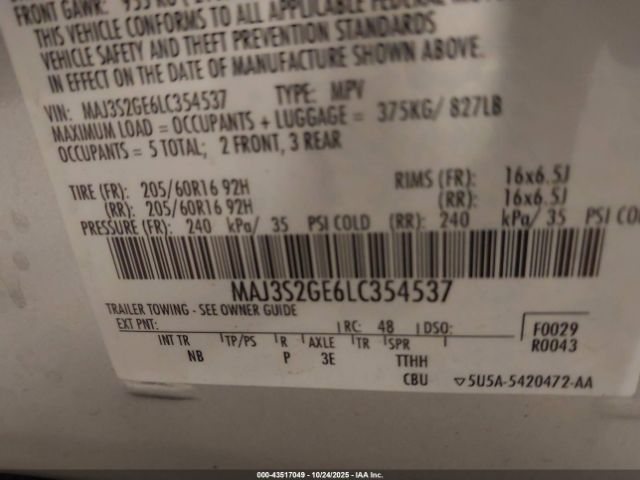 FRONT GAWR: 953 KG
THIS VEHICLE CONFORMS TO ALL APPLICABLE FEDERAL
VEHICLE SAFETY AND THEFT PREVENTION STANDARDS
IN EFFECT ON THE DATE OF MANUFACTURE SHOWN ABOVE.
VIN: MAJ3S2GE6LC354537 TYPE: MPV
MAXIMUM LOAD = OCCUPANTS + LUGGAGE = 375KG/ 827LB
OCCUPANTS = 5 TOTAL; 2 FRONT, 3 REAR
TIRE (FR): 205/60R16 92H RIMS (FR): 16x6.5J
(RR): 205/60R16 92H (RR): 16x6.5J
PRESSURE (FR): 240 kPa/ 35 PSI COLD (RR): 240 kPa/ 35 PSI CO
MAJ3S2GE6LC354537
TRAILER TOWING - SEE OWNER GUIDE
EXT PNT: RC: 48 DSO: F0029
INT TR TP/PS R AXLE TR SPR R0043
NB P 3E TTHH
CBU ▽5U5A-5420472-AA
000-43517049 - 10/24/2025 - IAA Inc.